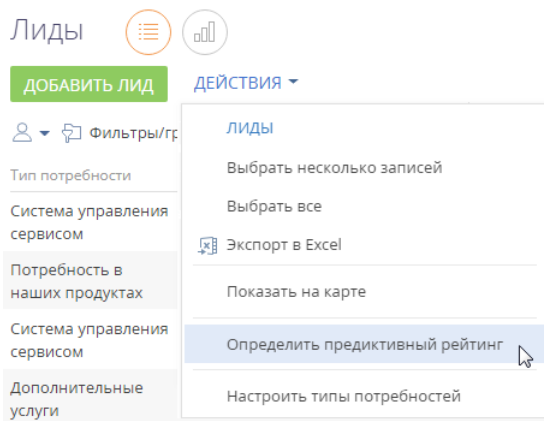 Лиды
ДОБАВИТЬ ЛИД
ДЕЙСТВИЯ
Фильтры/гр
Тип потребности
Система управления
сервисом
Потребность в
наших продуктах
Система управления
сервисом
Дополнительные
услуги
ЛИДЫ
Выбрать несколько записей
Выбрать все
Экспорт в Excel
Показать на карте
Определить предиктивный рейтинг
Настроить типы потребностей